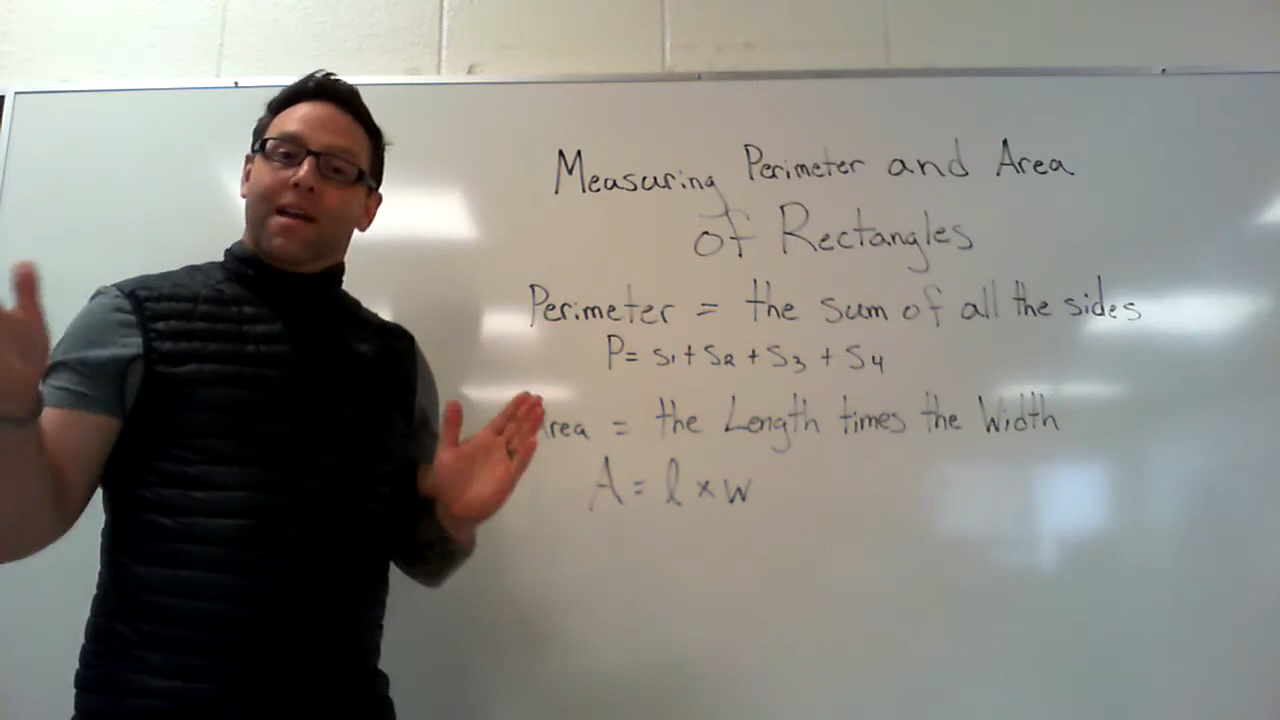 Measuring Perimeter and Area
of Rectangles
Perimeter = the sum of all the sides
P= S1 + S2 + S3 + S4
Area = the Length times the Width
A = l × w